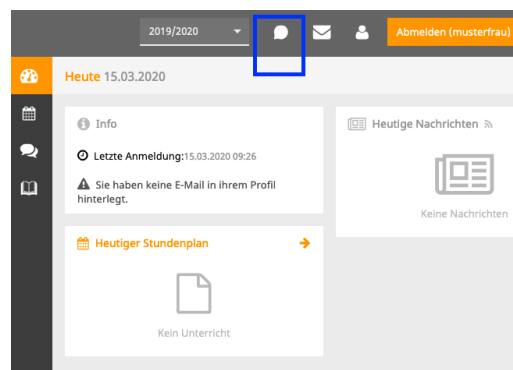 2019/2020
Abmelden (musterfrau)
Heute 15.03.2020
Info
Letzte Anmeldung:15.03.2020 09:26
Sie haben keine E-Mail in ihrem Profil
hinterlegt.
Heutige Nachrichten
Keine Nachrichten
Heutiger Stundenplan
Kein Unterricht